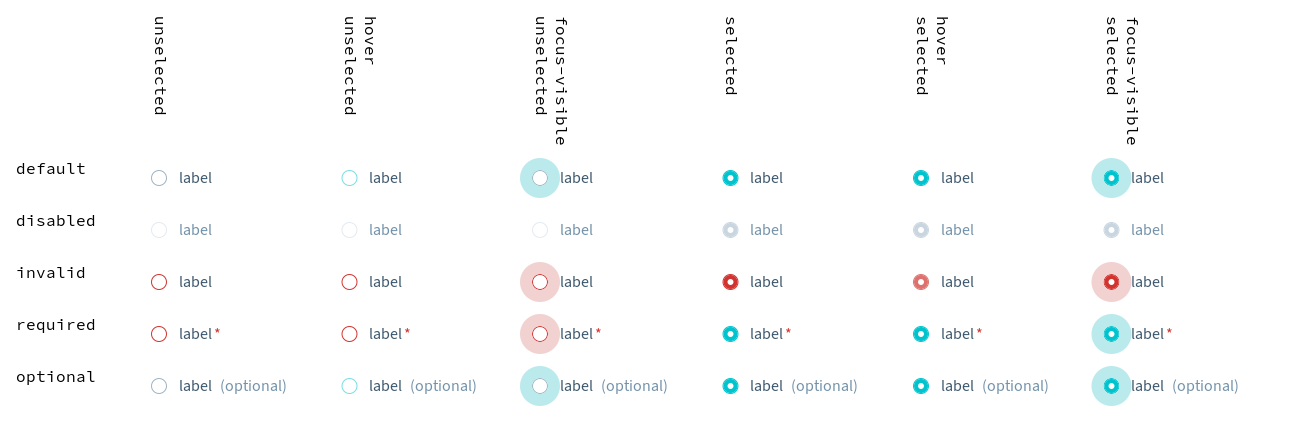 unselected
hover
unselected
focus-visible
unselected
selected
hover
selected
focus-visible
selected
default
label label label label label label
disabled
label label label label label label
invalid
label label label label label label
required
label* label* label* label* label* label*
optional
label (optional) label (optional) label (optional) label (optional) label (optional) label (optional)